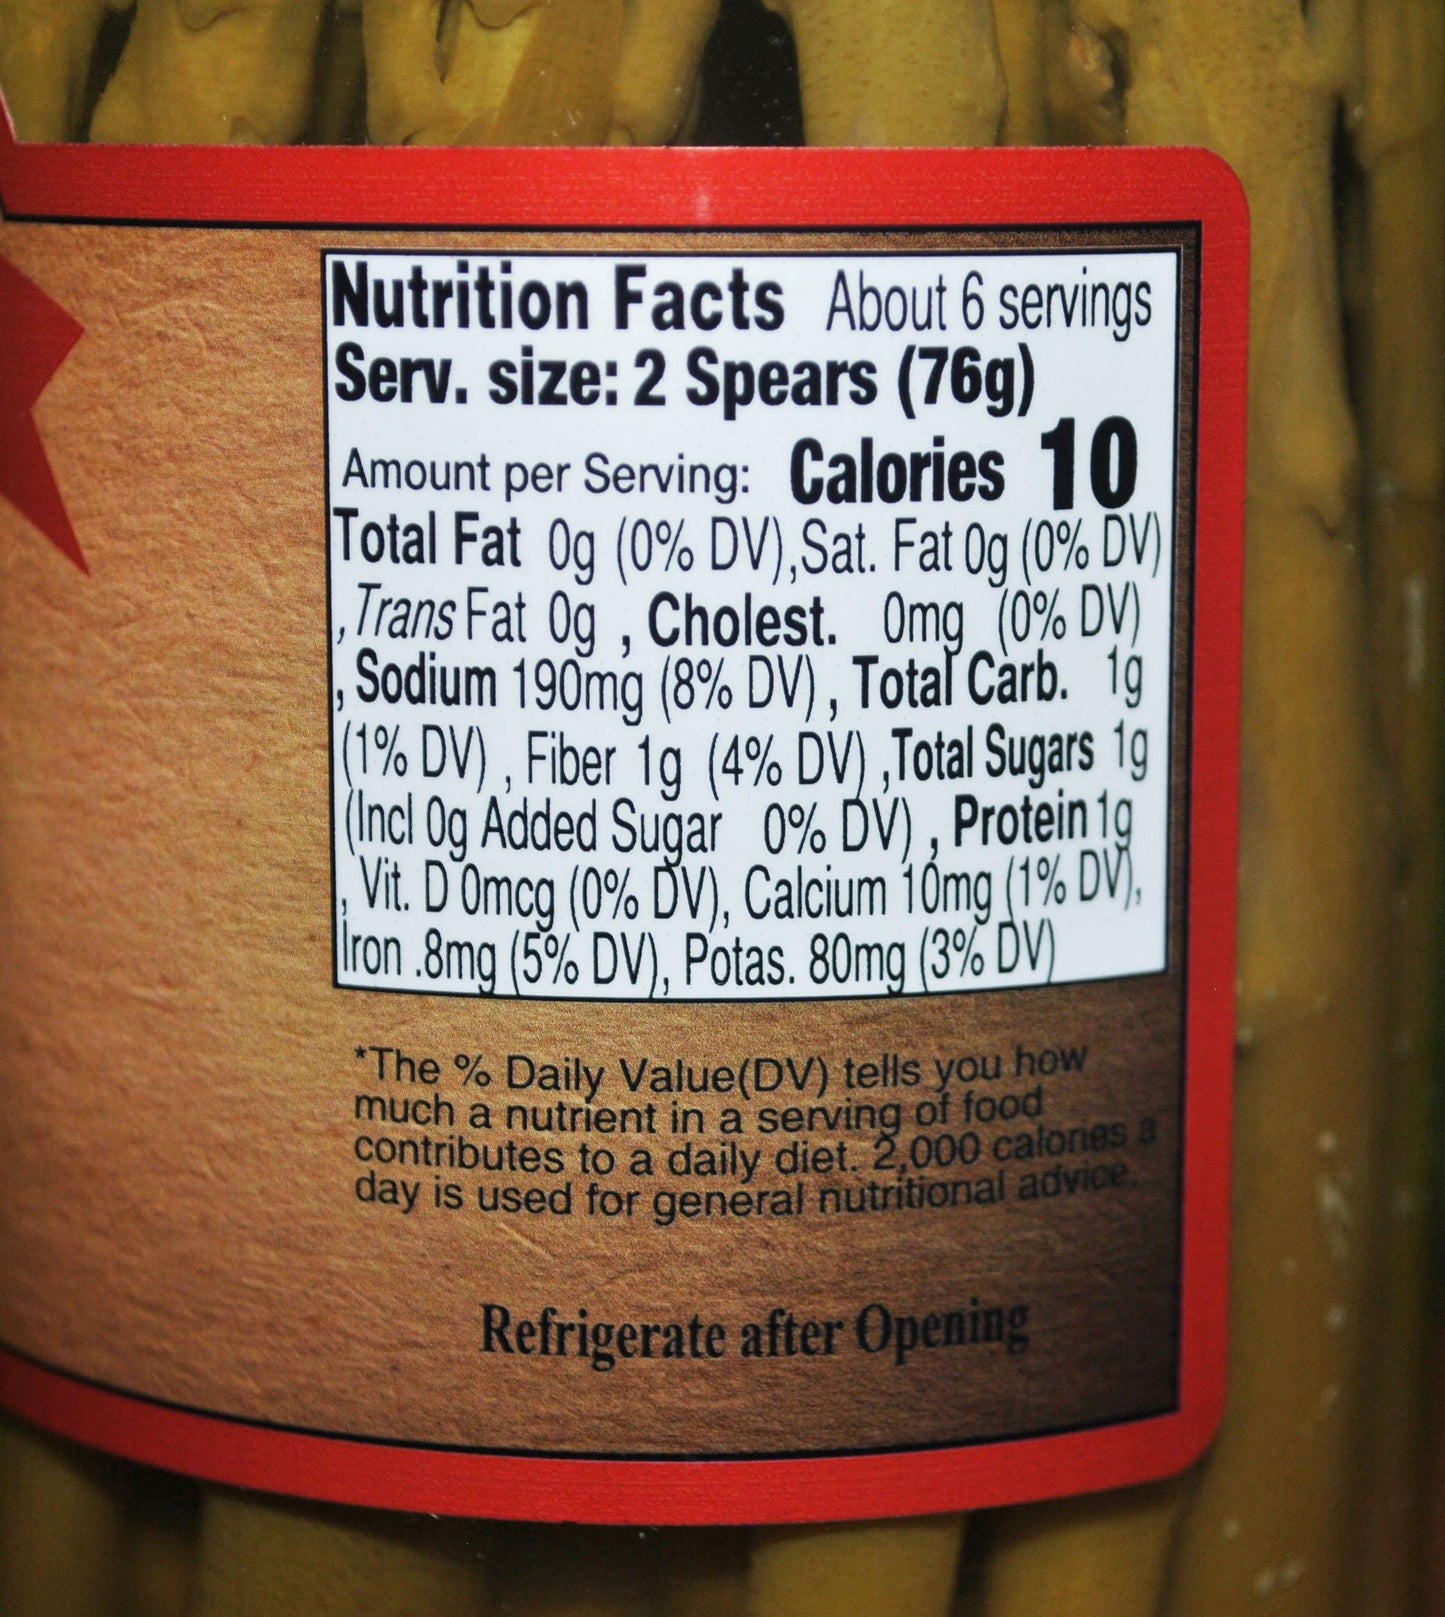 Nutrition Facts About 6 servings
Serv. size: 2 Spears (76g)
Amount per Serving: Calories 10
Total Fat 0g (0% DV),Sat. Fat 0g (0% DV)
,Trans Fat 0g , Cholest. 0mg (0% DV)
, Sodium 190mg (8% DV) , Total Carb. 1g
(1% DV) , Fiber 1g (4% DV) ,Total Sugars 1g
(Incl 0g Added Sugar 0% DV) , Protein 1g
, Vit. D 0mcg (0% DV), Calcium 10mg (1% DV),
Iron .8mg (5% DV), Potas. 80mg (3% DV)
*The % Daily Value(DV) tells you how
much a nutrient in a serving of food
contributes to a daily diet. 2,000 calories a
day is used for general nutritional advice.
Refrigerate after Opening